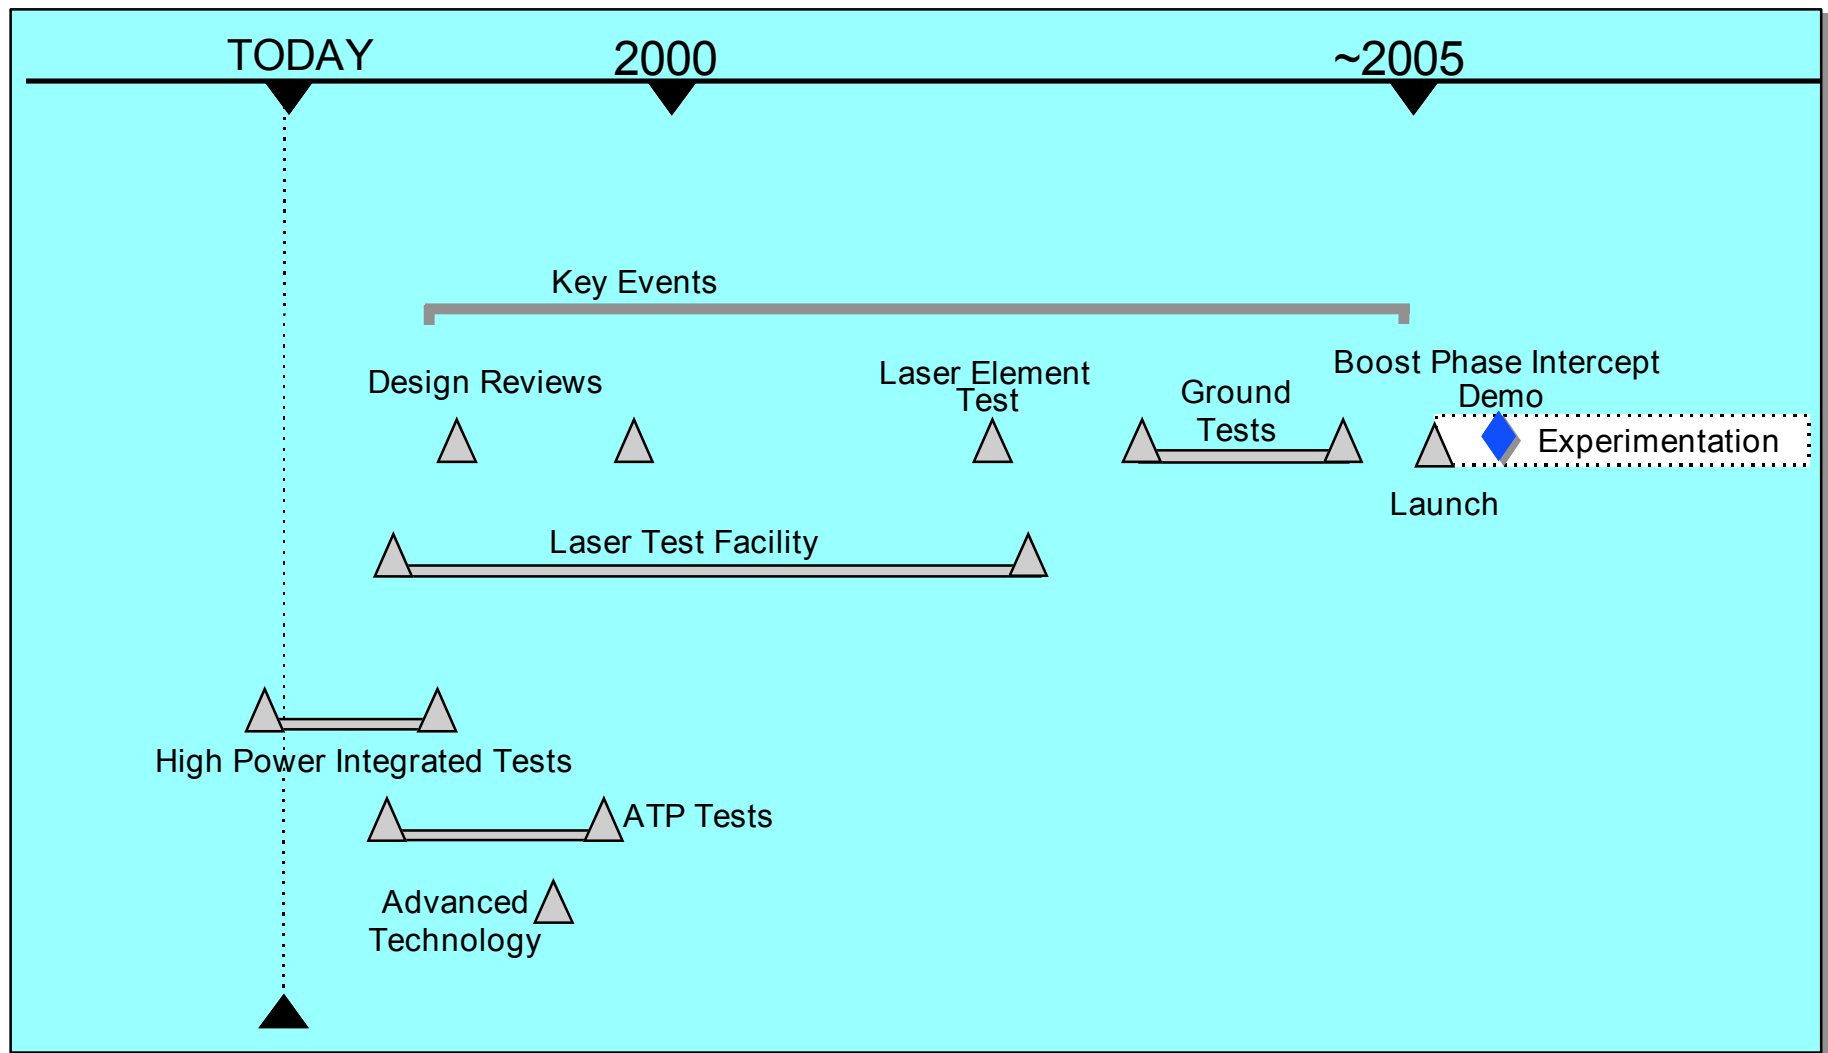 TODAY
2000
~2005
Key Events
Design Reviews
Laser Element
Test
Ground
Tests
Boost Phase Intercept
Demo
Experimentation
Launch
Laser Test Facility
High Power Integrated Tests
ATP Tests
Advanced
Technology